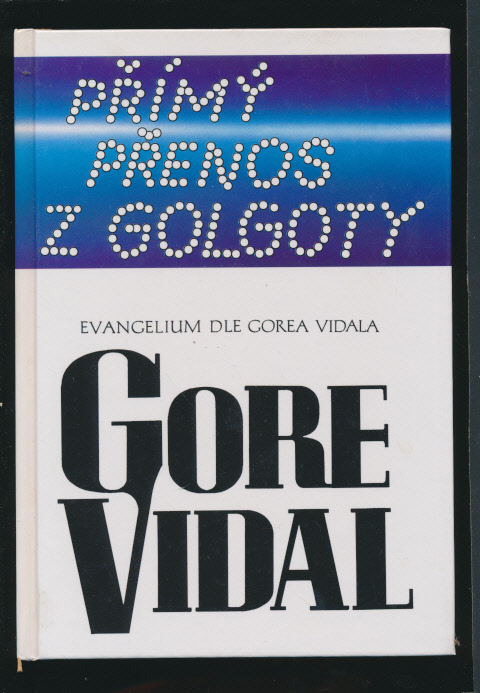 PŘÍMÝ
PŘENOS
Z GOLGOTY
EVANGELIUM DLE GOREA VIDALA
GORE
VIDAL